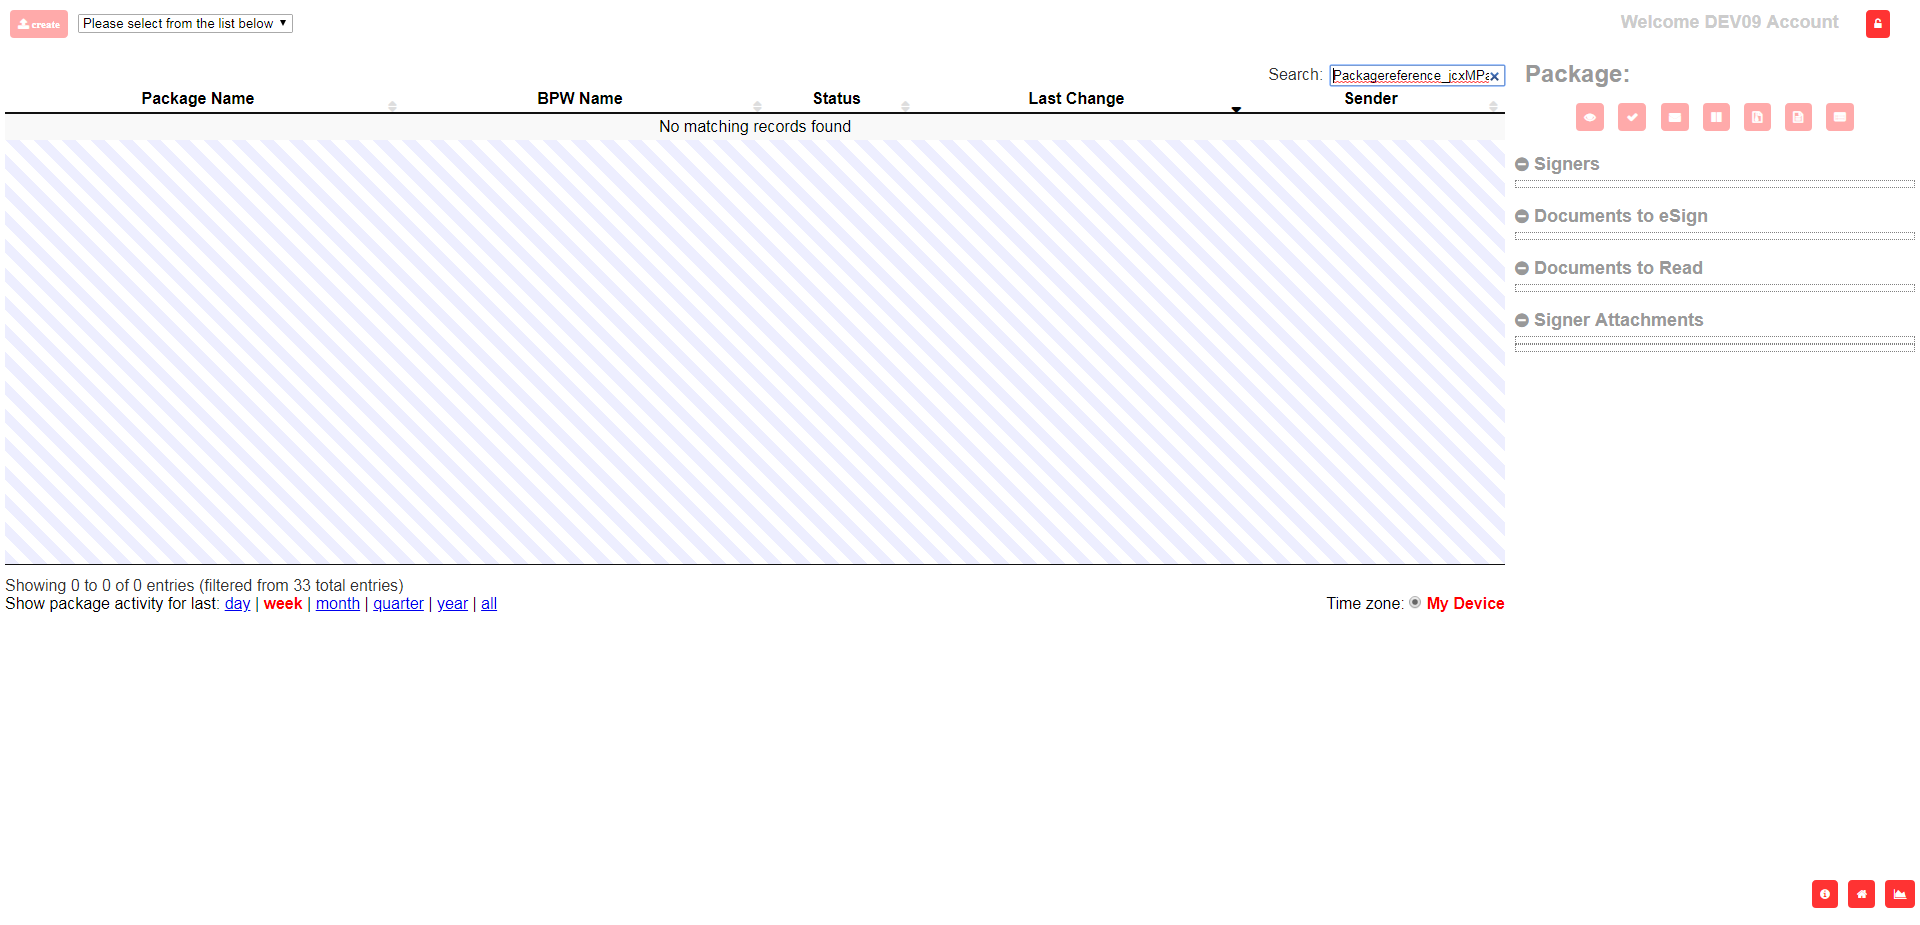 create
Please select from the list below
Welcome DEV09 Account
Search: Packagereference_jcxMPa
Package Name BPW Name Status Last Change Sender
No matching records found
Showing 0 to 0 of 0 entries (filtered from 33 total entries)
Show package activity for last: day | week | month | quarter | year | all
Time zone: My Device
Package:
Signers
Documents to eSign
Documents to Read
Signer Attachments